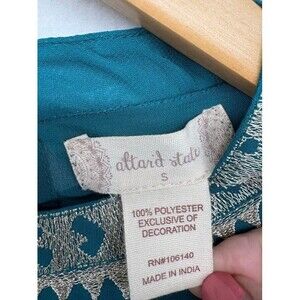 altar'd state
S
100% POLYESTER
EXCLUSIVE OF
DECORATION
RN#106140
MADE IN INDIA